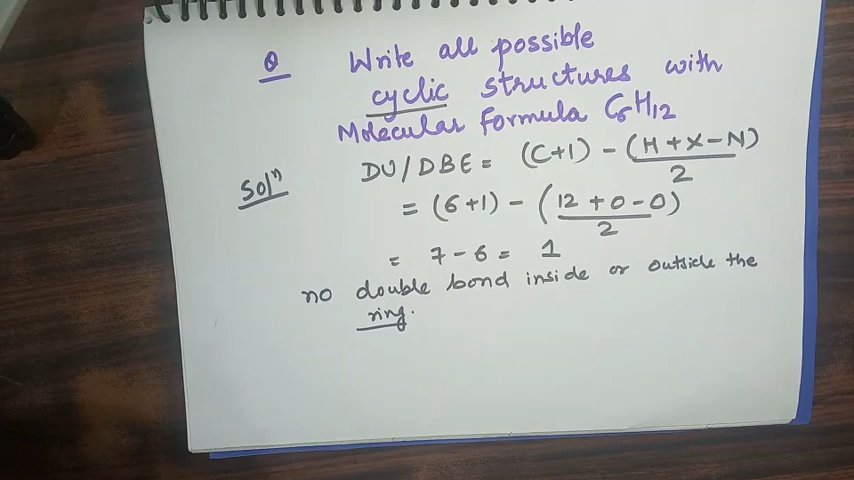 Q Write all possible
cyclic structures with
Molecular Formula C6H12
Solⁿ DU/DBE = (C+1) - (H+X-N)/2
= (6+1) - (12+0-0)/2
= 7-6 = 1
no double bond inside or outside the
ring.